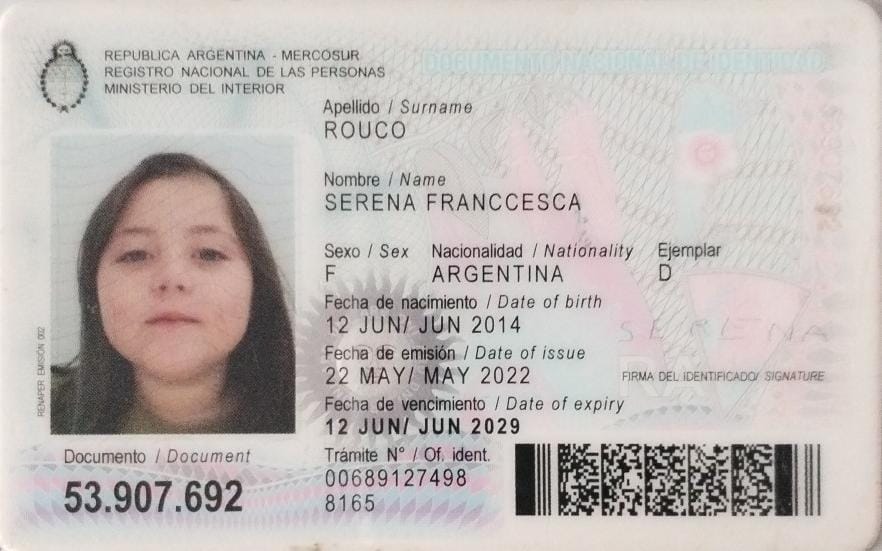 REPUBLICA ARGENTINA - MERCOSUR
REGISTRO NACIONAL DE LAS PERSONAS
MINISTERIO DEL INTERIOR
DOCUMENTO NACIONAL DE IDENTIDAD
Apellido / Surname
ROUCO
Nombre / Name
SERENA FRANCCESCA
Sexo / Sex Nacionalidad / Nationality Ejemplar
F ARGENTINA D
Fecha de nacimiento / Date of birth
12 JUN/ JUN 2014
Fecha de emisión / Date of issue
22 MAY/ MAY 2022
SERENA
FIRMA DEL IDENTIFICADO/ SIGNATURE
Fecha de vencimiento / Date of expiry
12 JUN/ JUN 2029
RENAPER. EMISIÓN 002
Documento / Document
53.907.692
Trámite N° / Of. ident.
00689127498
8165